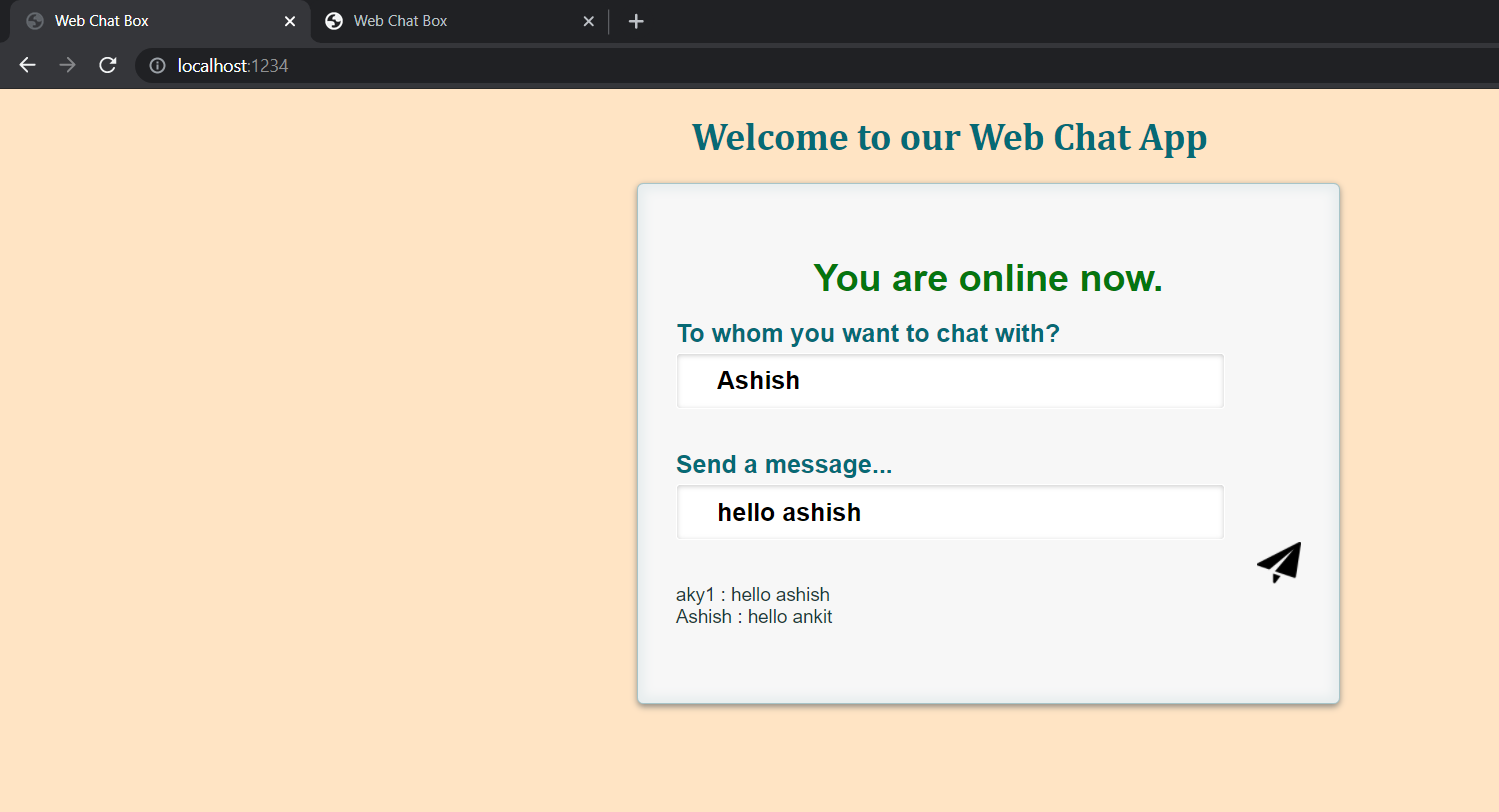 Web Chat Box
Web Chat Box
localhost:1234
Welcome to our Web Chat App
You are online now.
To whom you want to chat with?
Ashish
Send a message...
hello ashish
aky1 : hello ashish
Ashish : hello ankit